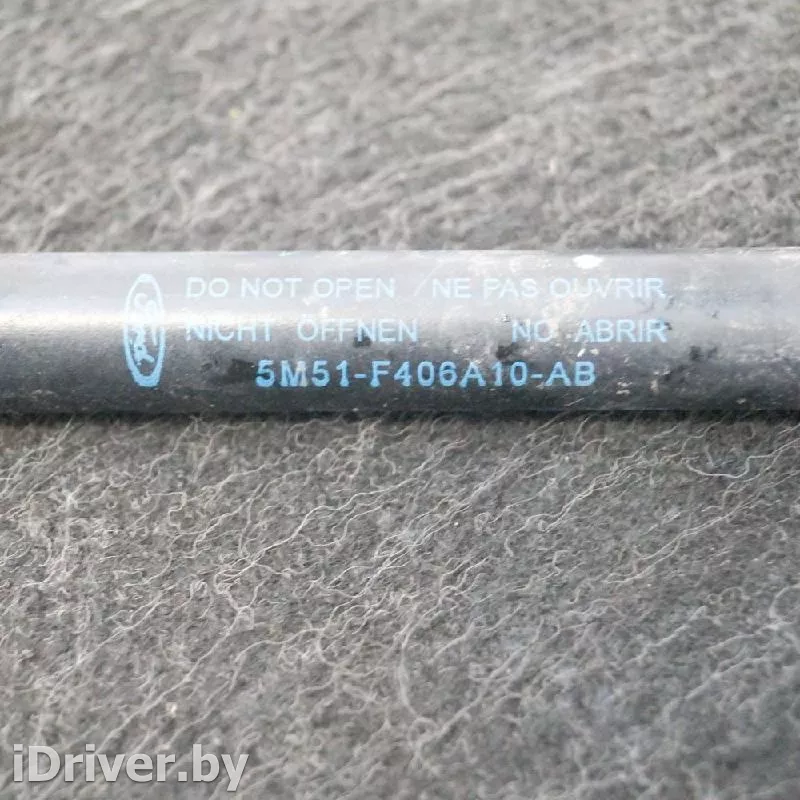 DO NOT OPEN NE PAS OUVRIR
NICHT ÖFFNEN NO ABRIR
5M51-F406A10-AB
iDriver.by